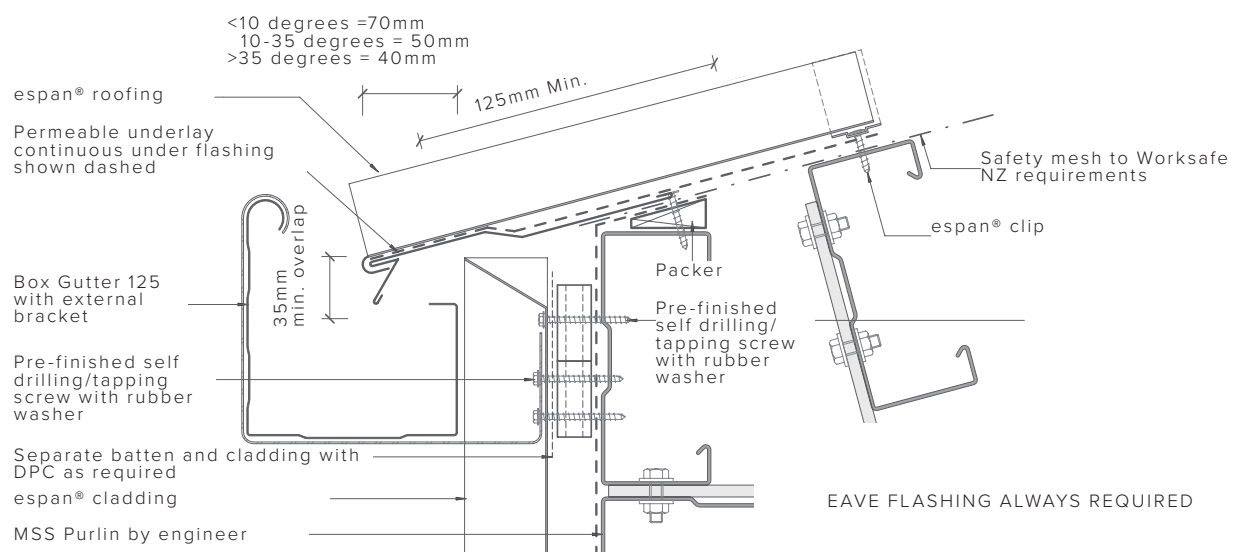 <10 degrees =70mm
10-35 degrees = 50mm
>35 degrees = 40mm
125mm Min.
espan® roofing
Permeable underlay
continuous under flashing
shown dashed
35mm
min. overlap
Box Gutter 125
with external
bracket
Pre-finished self
drilling/tapping
screw with rubber
washer
Separate batten and cladding with
DPC as required
espan® cladding
MSS Purlin by engineer
Safety mesh to Worksafe
NZ requirements
espan® clip
Packer
Pre-finished
self drilling/
tapping screw
with rubber
washer
EAVE FLASHING ALWAYS REQUIRED